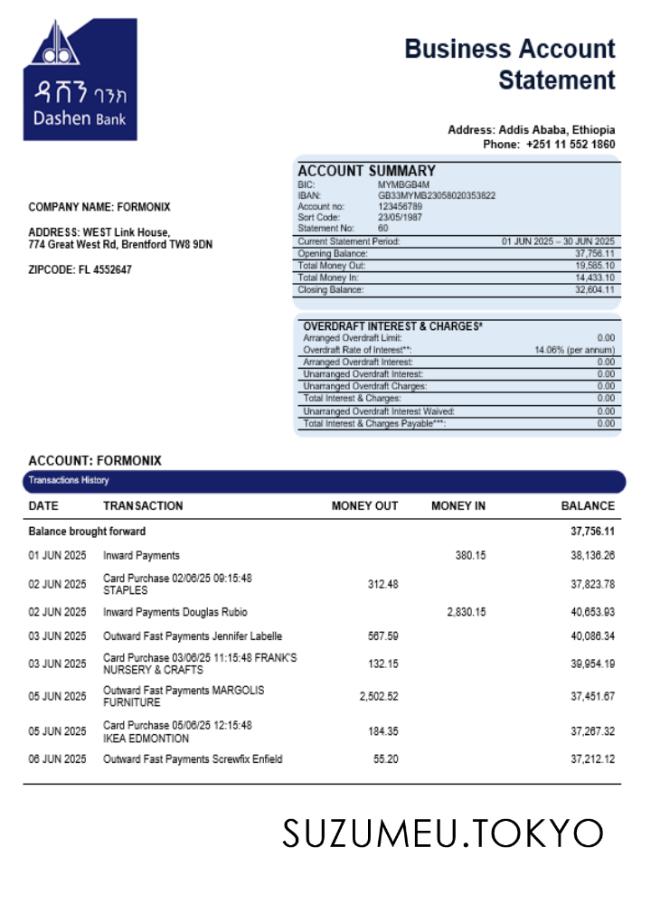 ዳሸን ባንክ
Dashen Bank
Business Account
Statement
Address: Addis Ababa, Ethiopia
Phone: +251 11 552 1860
COMPANY NAME: FORMONIX
ADDRESS: WEST Link House,
774 Great West Rd, Brentford TW8 9DN
ZIPCODE: FL 4552647
ACCOUNT SUMMARY
BIC: MYMBGB4M
IBAN: GB33MYMB23058020353822
Account no: 123456789
Sort Code: 23/05/1987
Statement No: 60
Current Statement Period: 01 JUN 2025 – 30 JUN 2025
Opening Balance: 37,756.11
Total Money Out: 19,585.10
Total Money In: 14,433.10
Closing Balance: 32,604.11
OVERDRAFT INTEREST & CHARGES*
Arranged Overdraft Limit: 0.00
Overdraft Rate of Interest**: 14.06% (per annum)
Arranged Overdraft Interest: 0.00
Unarranged Overdraft Interest: 0.00
Unarranged Overdraft Charges: 0.00
Total Interest & Charges: 0.00
Unarranged Overdraft Interest Waived: 0.00
Total Interest & Charges Payable***: 0.00
ACCOUNT: FORMONIX
Transactions History
DATE TRANSACTION MONEY OUT MONEY IN BALANCE
Balance brought forward 37,756.11
01 JUN 2025 Inward Payments 380.15 38,136.26
02 JUN 2025 Card Purchase 02/06/25 09:15:48 312.48 37,823.78
STAPLES
02 JUN 2025 Inward Payments Douglas Rubio 2,830.15 40,653.93
03 JUN 2025 Outward Fast Payments Jennifer Labelle 567.59 40,086.34
03 JUN 2025 Card Purchase 03/06/25 11:15:48 FRANK'S 132.15 39,954.19
NURSERY & CRAFTS
05 JUN 2025 Outward Fast Payments MARGOLIS 2,502.52 37,451.67
FURNITURE
05 JUN 2025 Card Purchase 05/06/25 12:15:48 184.35 37,267.32
IKEA EDMONTION
06 JUN 2025 Outward Fast Payments Screwfix Enfield 55.20 37,212.12
SUZUMEU.TOKYO